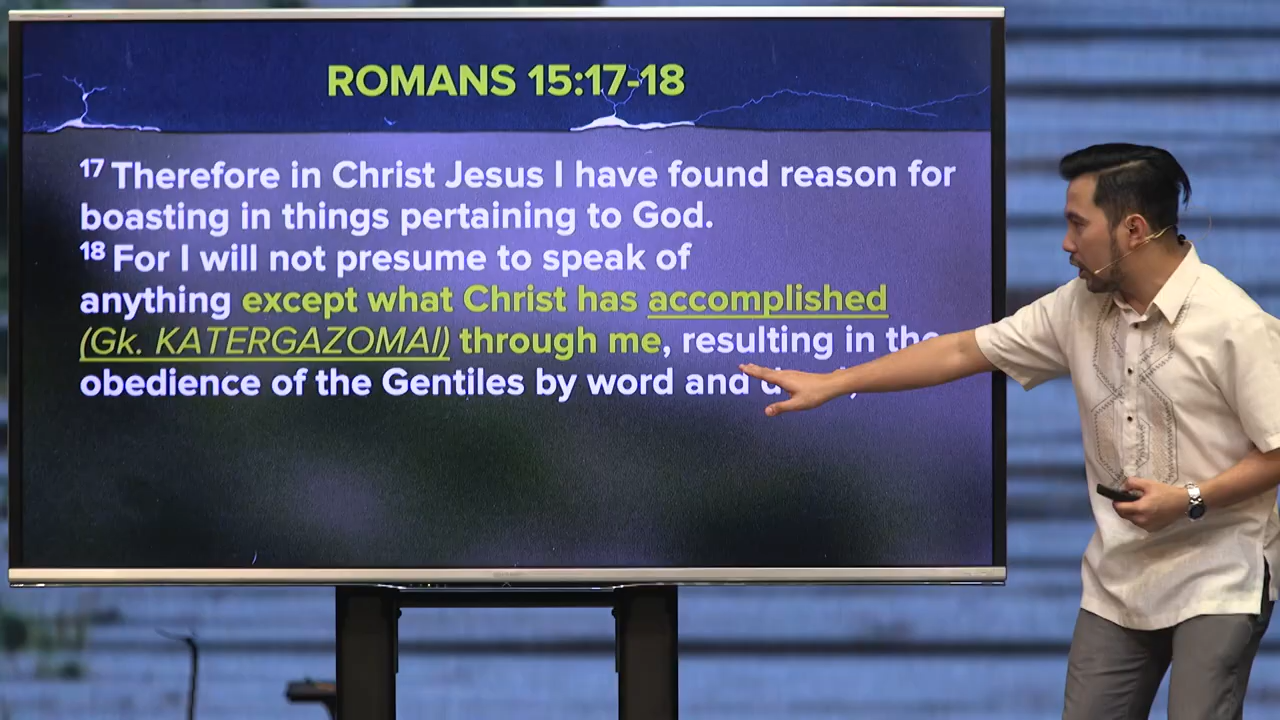 ROMANS 15:17-18
17 Therefore in Christ Jesus I have found reason for
boasting in things pertaining to God.
18 For I will not presume to speak of
anything except what Christ has accomplished
(Gk. KATERGAZOMAI) through me, resulting in the
obedience of the Gentiles by word and